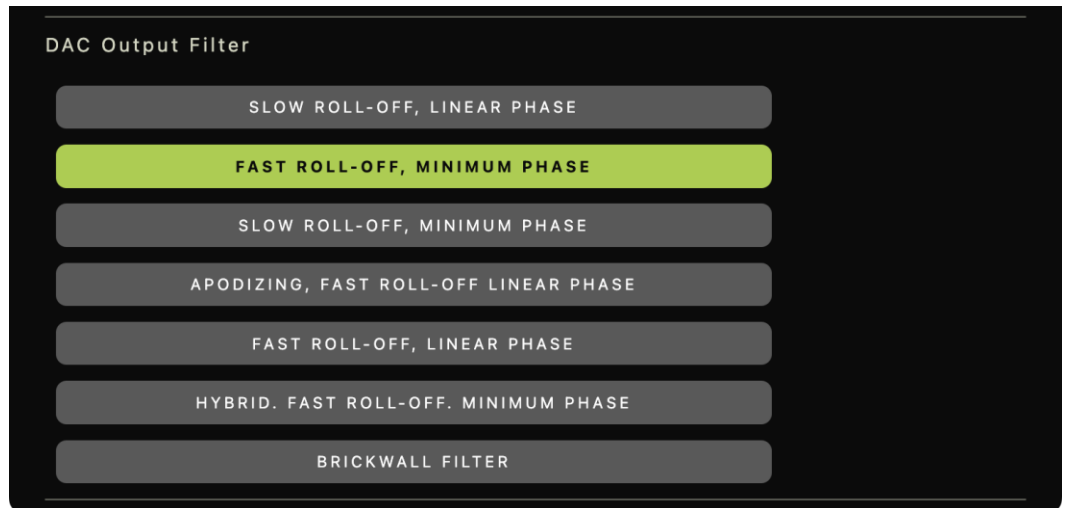 DAC Output Filter
SLOW ROLL-OFF, LINEAR PHASE
FAST ROLL-OFF, MINIMUM PHASE
SLOW ROLL-OFF, MINIMUM PHASE
APODIZING, FAST ROLL-OFF LINEAR PHASE
FAST ROLL-OFF, LINEAR PHASE
HYBRID. FAST ROLL-OFF. MINIMUM PHASE
BRICKWALL FILTER